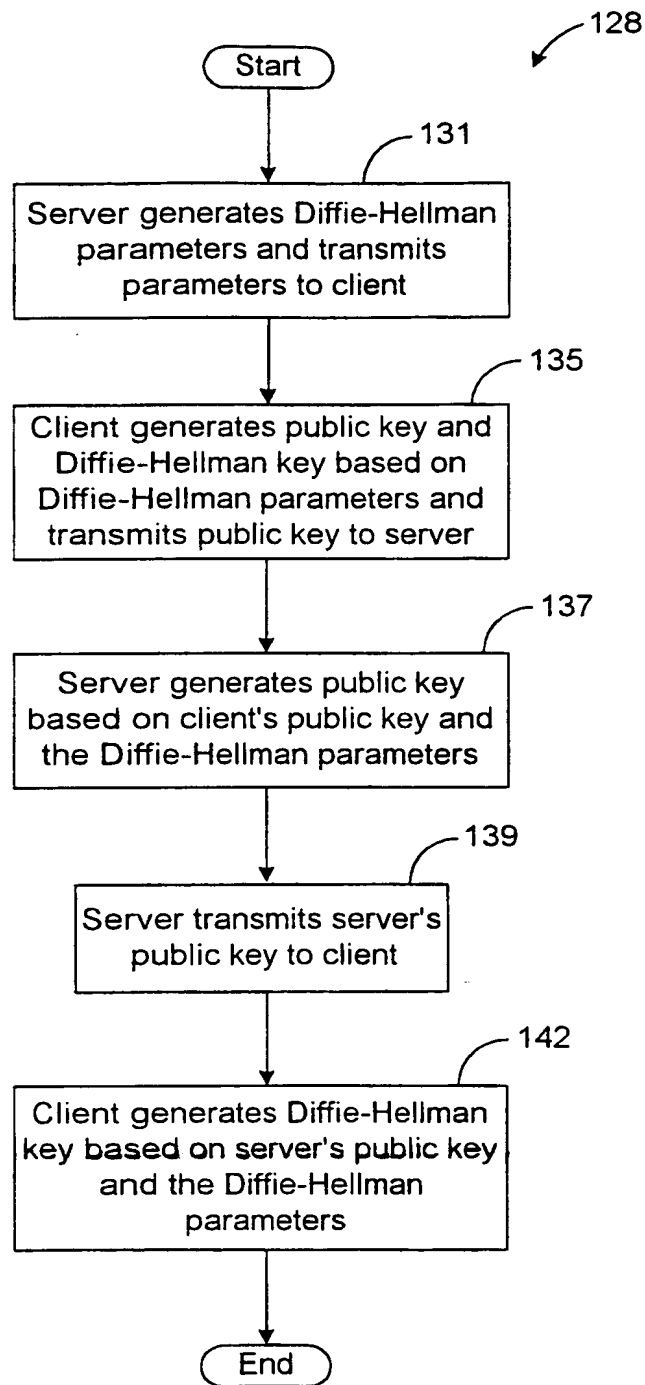 128
Start
131
Server generates Diffie-Hellman
parameters and transmits
parameters to client
135
Client generates public key and
Diffie-Hellman key based on
Diffie-Hellman parameters and
transmits public key to server
137
Server generates public key
based on client's public key and
the Diffie-Hellman parameters
139
Server transmits server's
public key to client
142
Client generates Diffie-Hellman
key based on server's public key
and the Diffie-Hellman
parameters
End